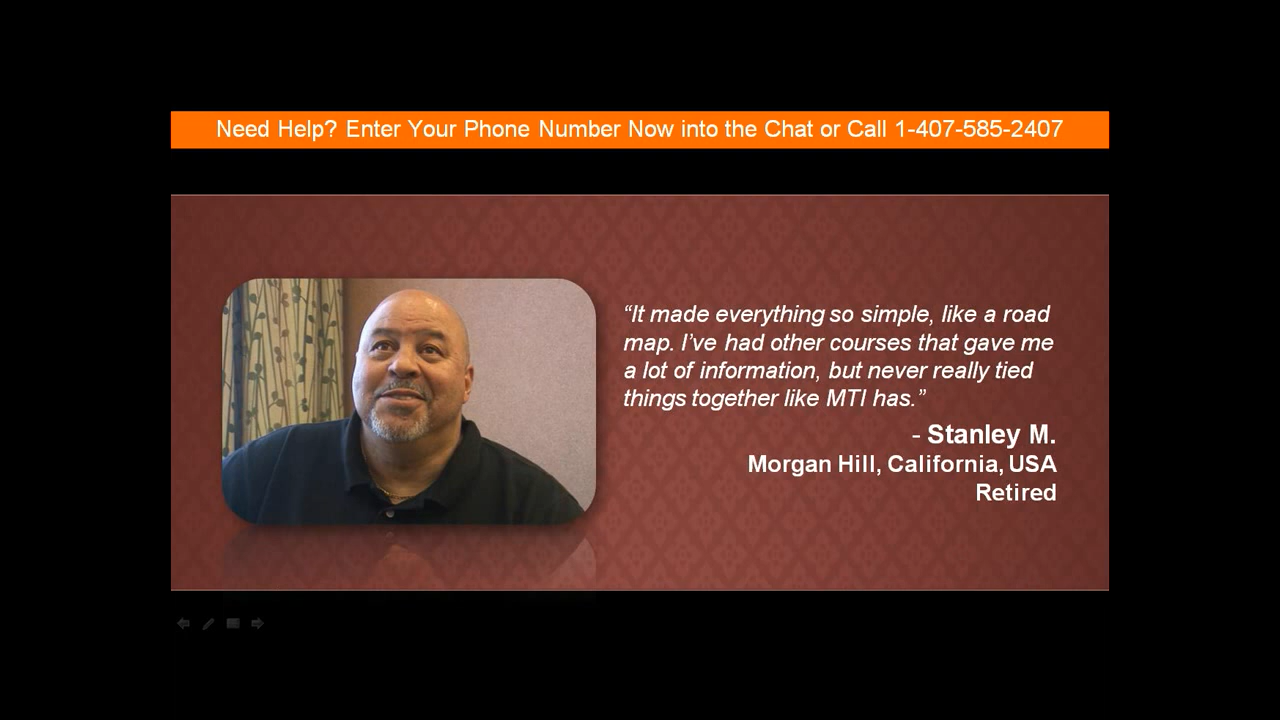 Need Help? Enter Your Phone Number Now into the Chat or Call 1-407-585-2407
“It made everything so simple, like a road
map. I’ve had other courses that gave me
a lot of information, but never really tied
things together like MTI has.”
- Stanley M.
Morgan Hill, California, USA
Retired